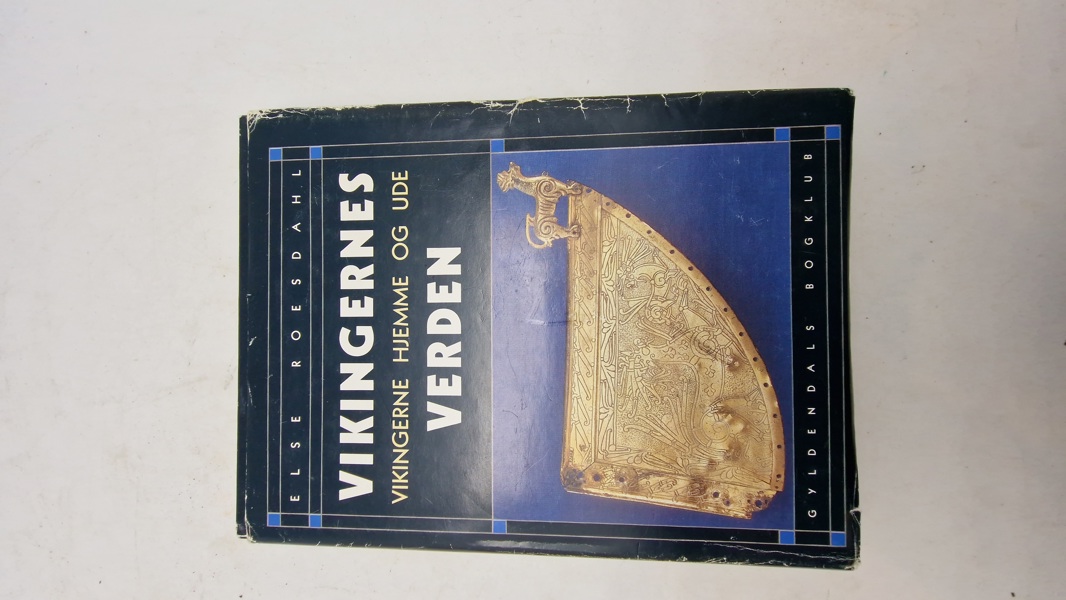 ELSE ROESDAHL
VIKINGERNES
VIKINGERNE HJEMME OG UDE
VERDEN
GYLDENDALS BOGKLUB